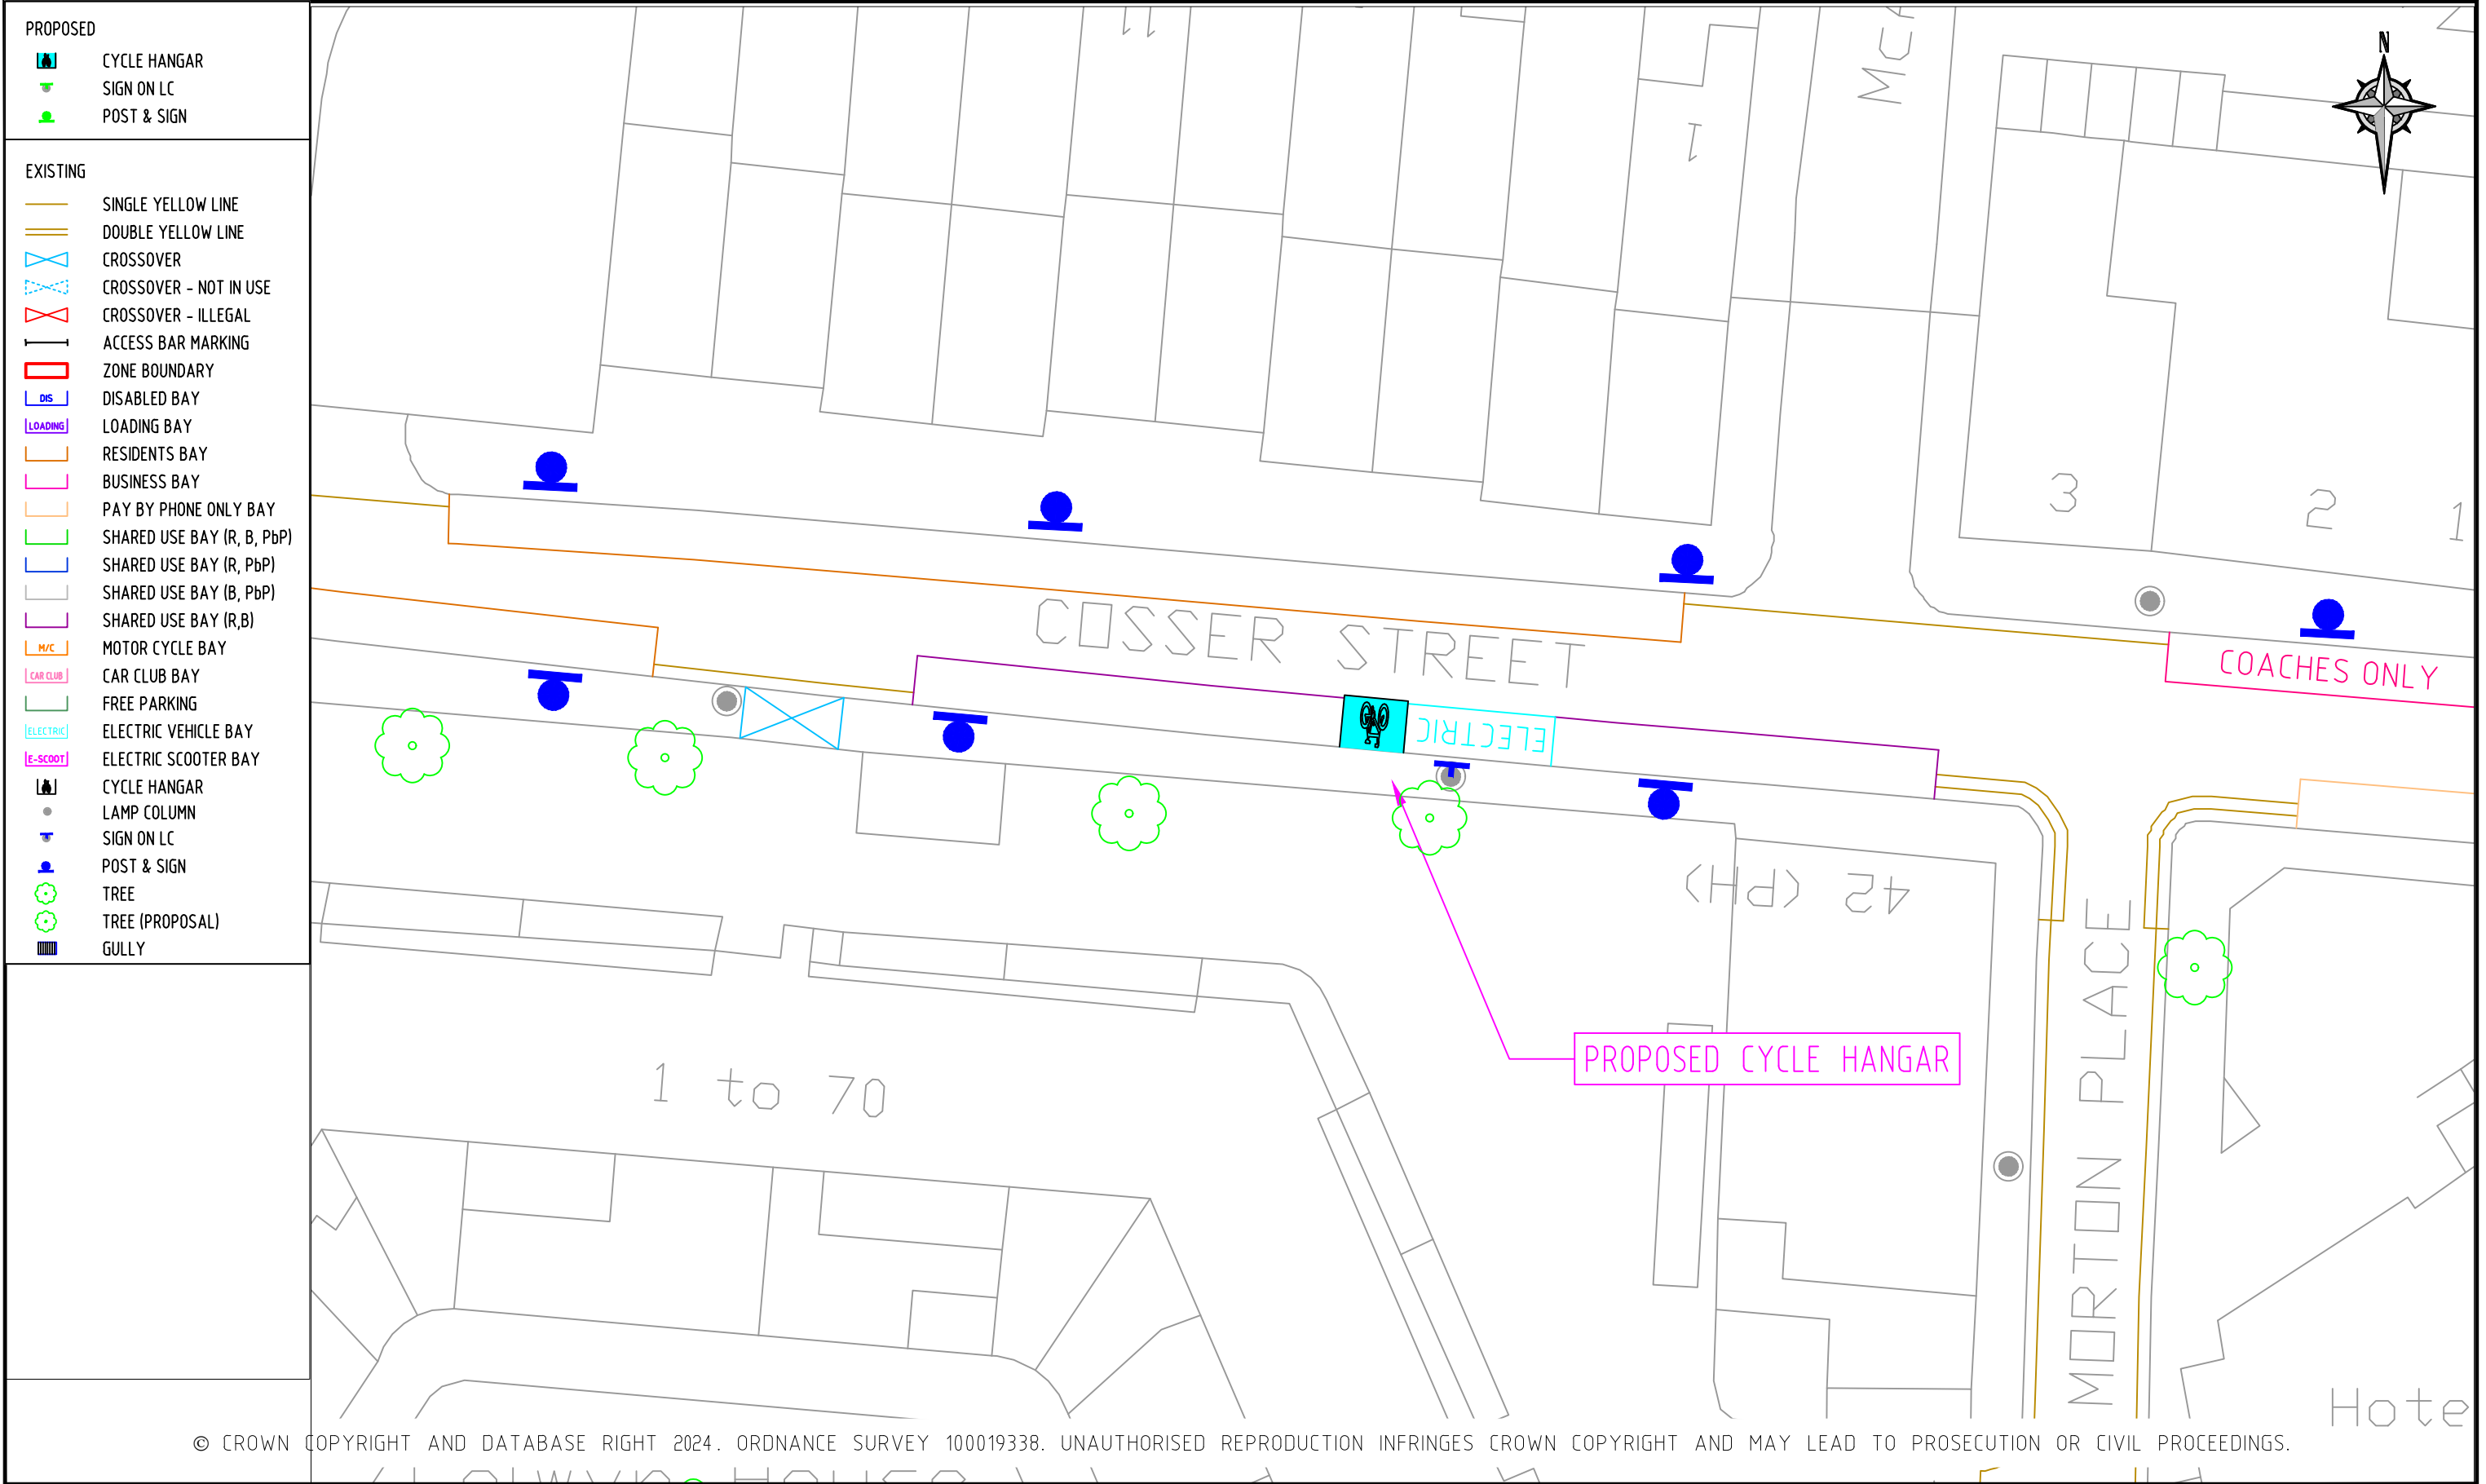 PROPOSED
CYCLE HANGAR
SIGN ON LC
POST & SIGN
EXISTING
SINGLE YELLOW LINE
DOUBLE YELLOW LINE
CROSSOVER
CROSSOVER - NOT IN USE
CROSSOVER - ILLEGAL
ACCESS BAR MARKING
ZONE BOUNDARY
DIS DISABLED BAY
LOADING LOADING BAY
RESIDENTS BAY
BUSINESS BAY
PAY BY PHONE ONLY BAY
SHARED USE BAY (R, B, PbP)
SHARED USE BAY (R, PbP)
SHARED USE BAY (B, PbP)
SHARED USE BAY (R,B)
M/C MOTOR CYCLE BAY
CAR CLUB CAR CLUB BAY
FREE PARKING
ELECTRIC ELECTRIC VEHICLE BAY
E-SCOOT ELECTRIC SCOOTER BAY
CYCLE HANGAR
LAMP COLUMN
SIGN ON LC
POST & SIGN
TREE
TREE (PROPOSAL)
GULLY
N
11
1
3
2
1
COSSER STREET
COACHES ONLY
ELECTRIC
42 (PH)
PROPOSED CYCLE HANGAR
MORTON PLACE
1 to 70
Hote
© CROWN COPYRIGHT AND DATABASE RIGHT 2024. ORDNANCE SURVEY 100019338. UNAUTHORISED REPRODUCTION INFRINGES CROWN COPYRIGHT AND MAY LEAD TO PROSECUTION OR CIVIL PROCEEDINGS.